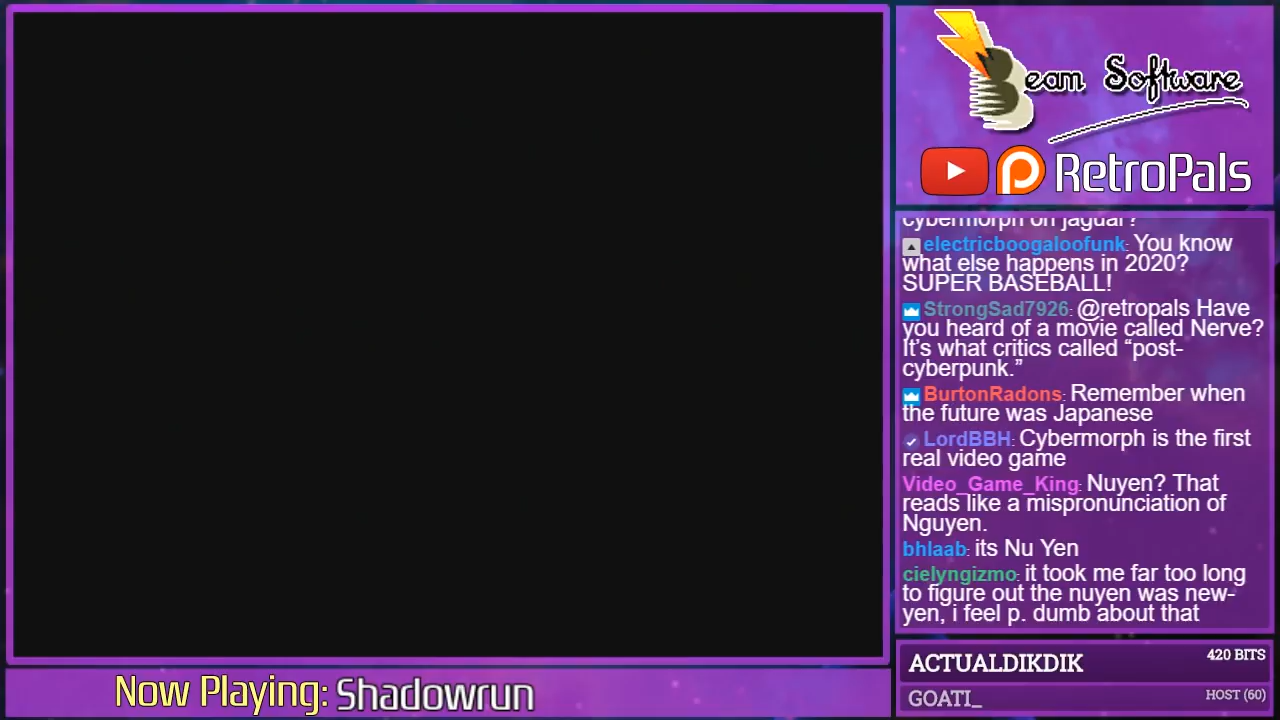 Beam Software
RetroPals
cybermorph on jaguar?
electricboogaloofunk: You know
what else happens in 2020?
SUPER BASEBALL!
StrongSad7926: @retropals Have
you heard of a movie called Nerve?
It's what critics called “post-
cyberpunk.”
BurtonRadons: Remember when
the future was Japanese
LordBBH: Cybermorph is the first
real video game
Video_Game_King: Nuyen? That
reads like a mispronunciation of
Nguyen.
bhlaab: its Nu Yen
cielyngizmo: it took me far too long
to figure out the nuyen was new-
yen, i feel p. dumb about that
ACTUALDIKDIK 420 BITS
GOATI_ HOST (60)
Now Playing: Shadowrun